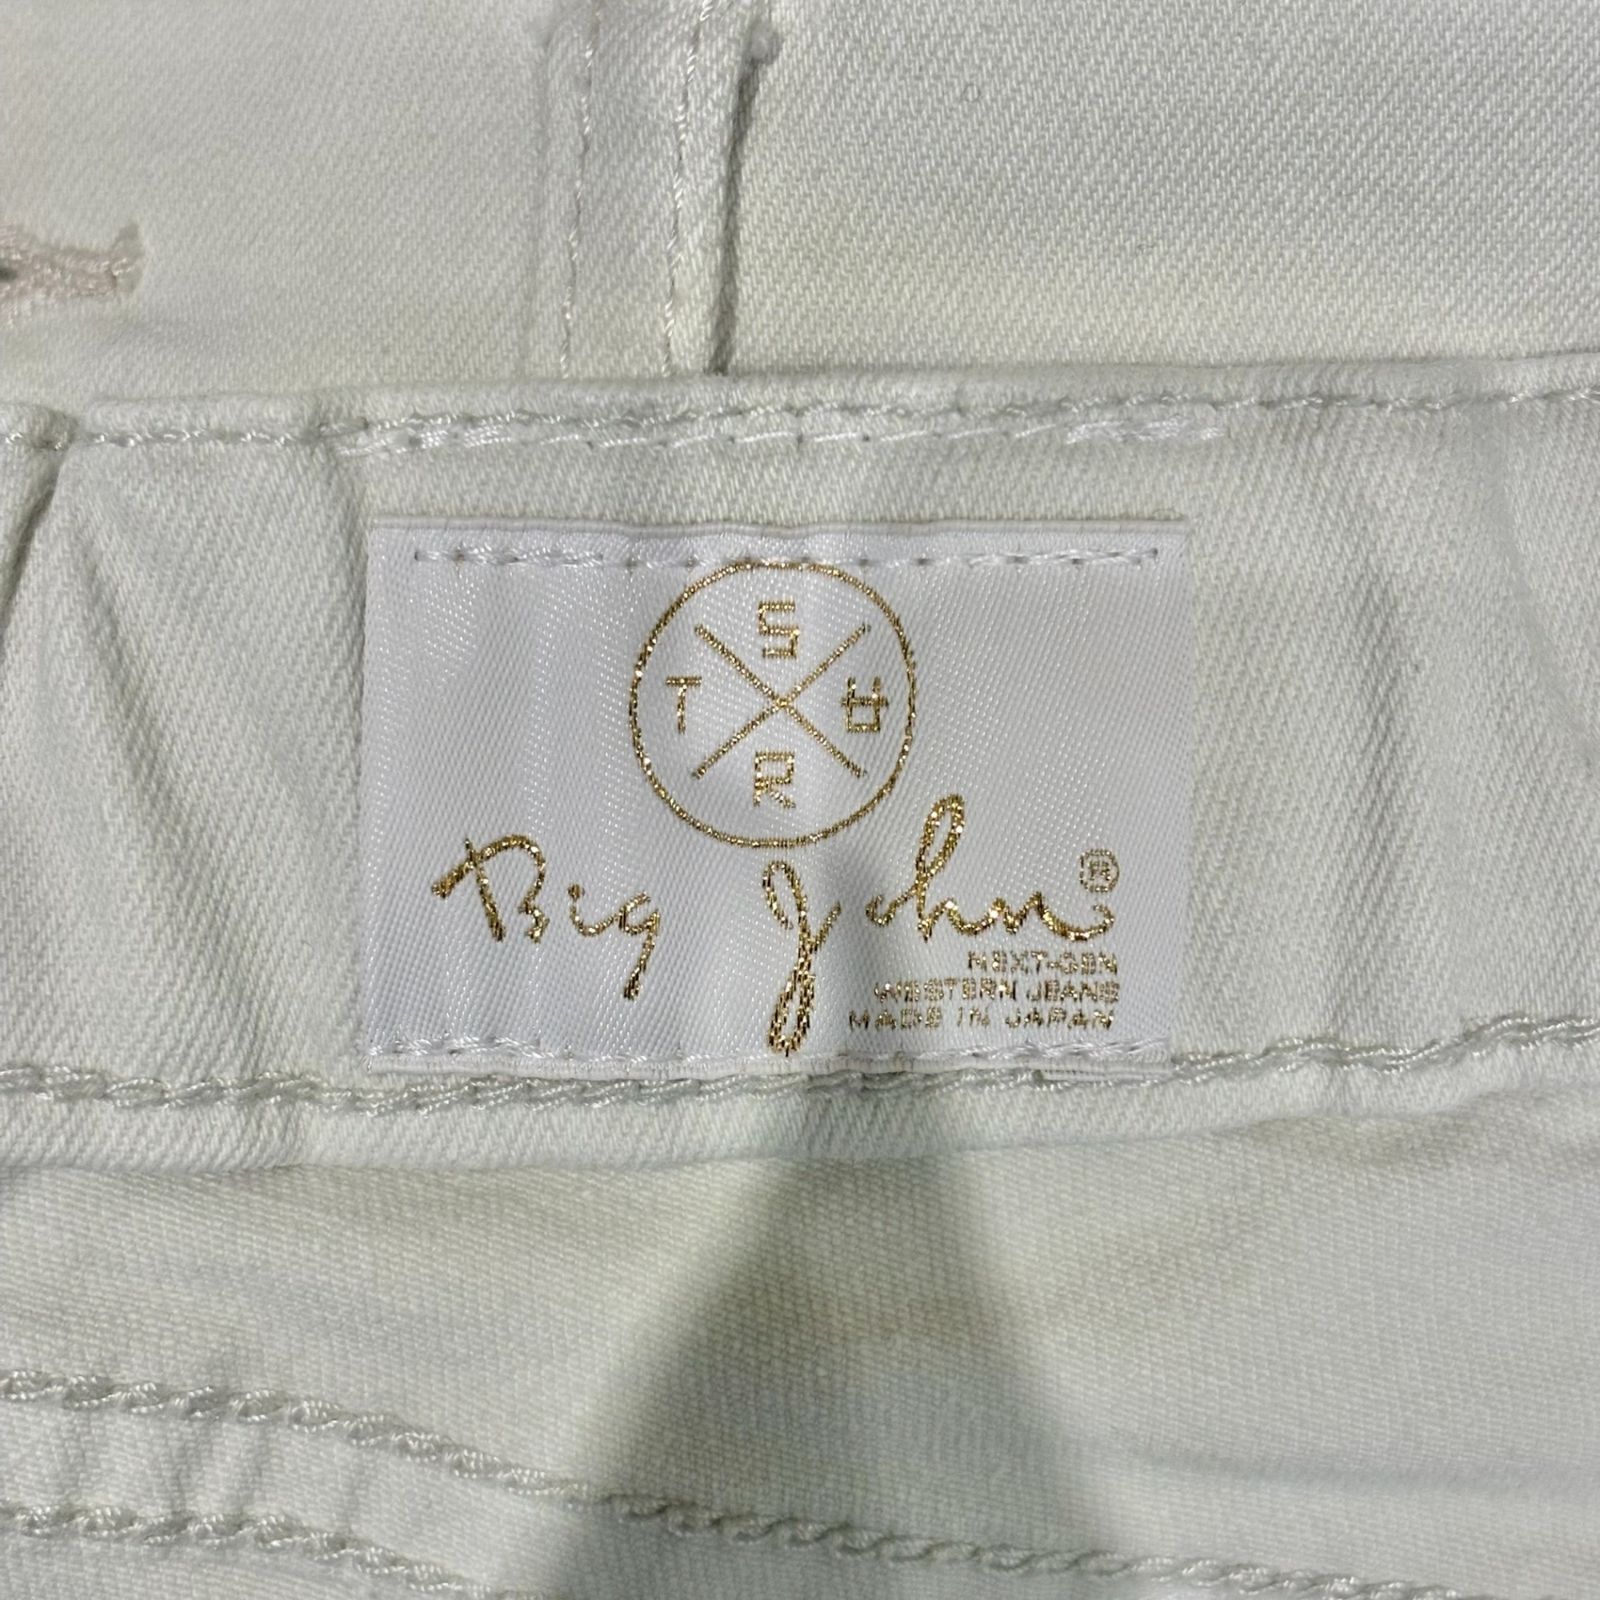 S
T
R
Big John®
NEXT-GEN
WESTERN JEANS
MADE IN JAPAN